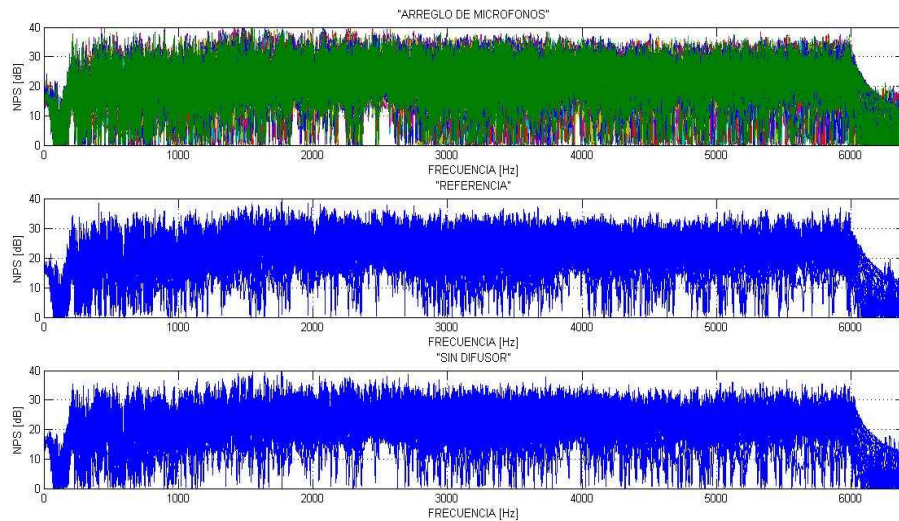 "ARREGLO DE MICROFONOS"
40
30
20
10
0
NPS [dB]
0 1000 2000 3000 4000 5000 6000
FRECUENCIA [Hz]
"REFERENCIA"
40
30
20
10
0
NPS [dB]
0 1000 2000 3000 4000 5000 6000
FRECUENCIA [Hz]
"SIN DIFUSOR"
40
30
20
10
0
NPS [dB]
0 1000 2000 3000 4000 5000 6000
FRECUENCIA [Hz]